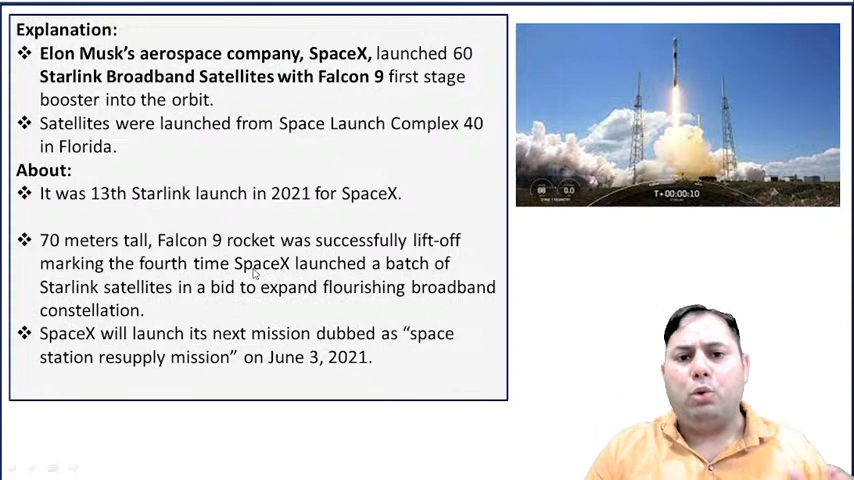 Explanation:
❖ Elon Musk's aerospace company, SpaceX, launched 60
Starlink Broadband Satellites with Falcon 9 first stage
booster into the orbit.
❖ Satellites were launched from Space Launch Complex 40
in Florida.
About:
❖ It was 13th Starlink launch in 2021 for SpaceX.
❖ 70 meters tall, Falcon 9 rocket was successfully lift-off
marking the fourth time SpaceX launched a batch of
Starlink satellites in a bid to expand flourishing broadband
constellation.
❖ SpaceX will launch its next mission dubbed as “space
station resupply mission” on June 3, 2021.
T+00:00:10